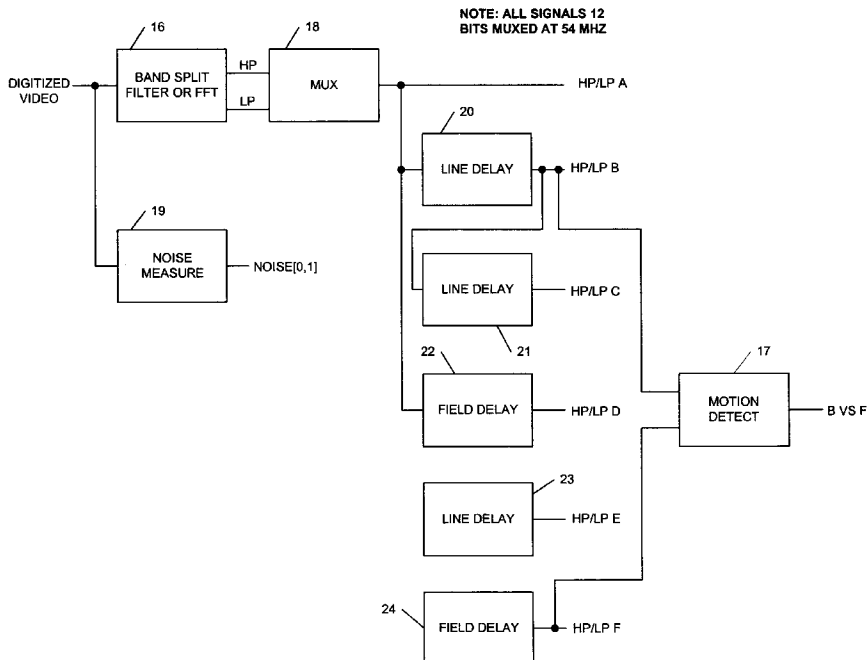 NOTE: ALL SIGNALS 12
BITS MUXED AT 54 MHZ
16
18
DIGITIZED
VIDEO
BAND SPLIT
FILTER OR FFT
HP
LP
MUX
HP/LP A
20
LINE DELAY
HP/LP B
19
NOISE
MEASURE
NOISE[0,1]
LINE DELAY
HP/LP C
21
22
17
FIELD DELAY
HP/LP D
MOTION
DETECT
B VS F
23
LINE DELAY
HP/LP E
24
FIELD DELAY
HP/LP F